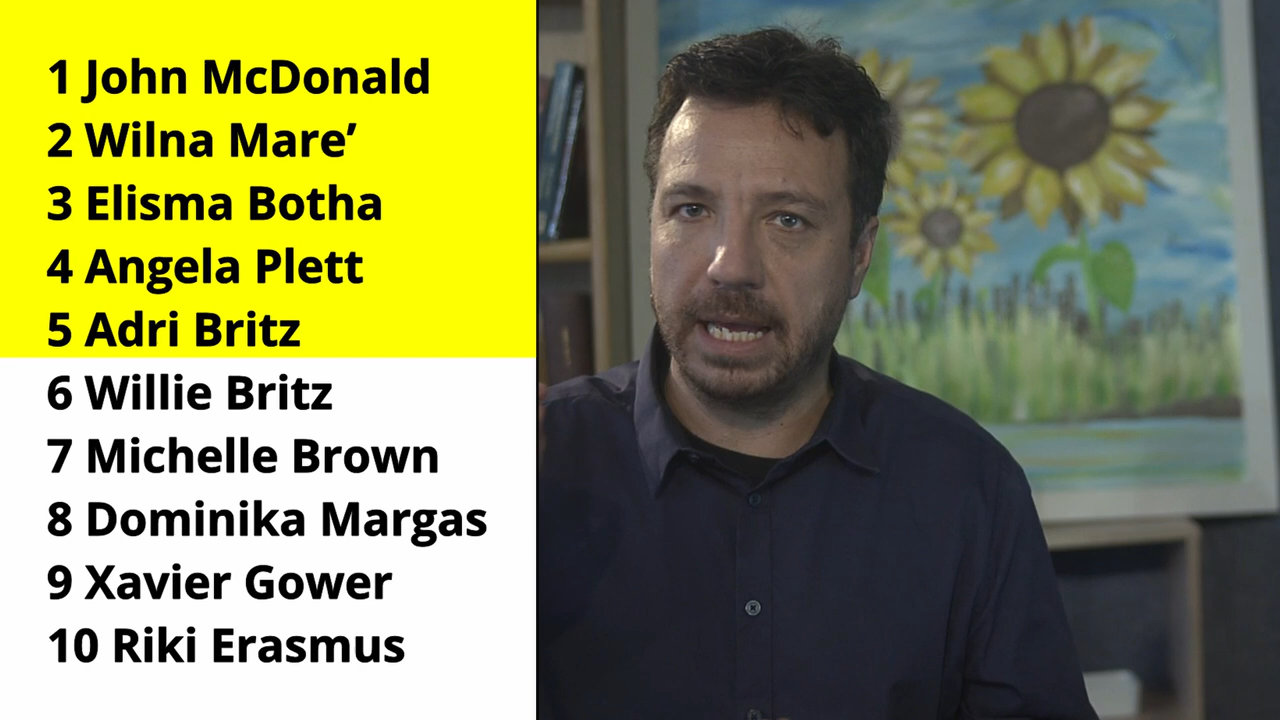 1 John McDonald
2 Wilna Mare’
3 Elisma Botha
4 Angela Plett
5 Adri Britz
6 Willie Britz
7 Michelle Brown
8 Dominika Margas
9 Xavier Gower
10 Riki Erasmus